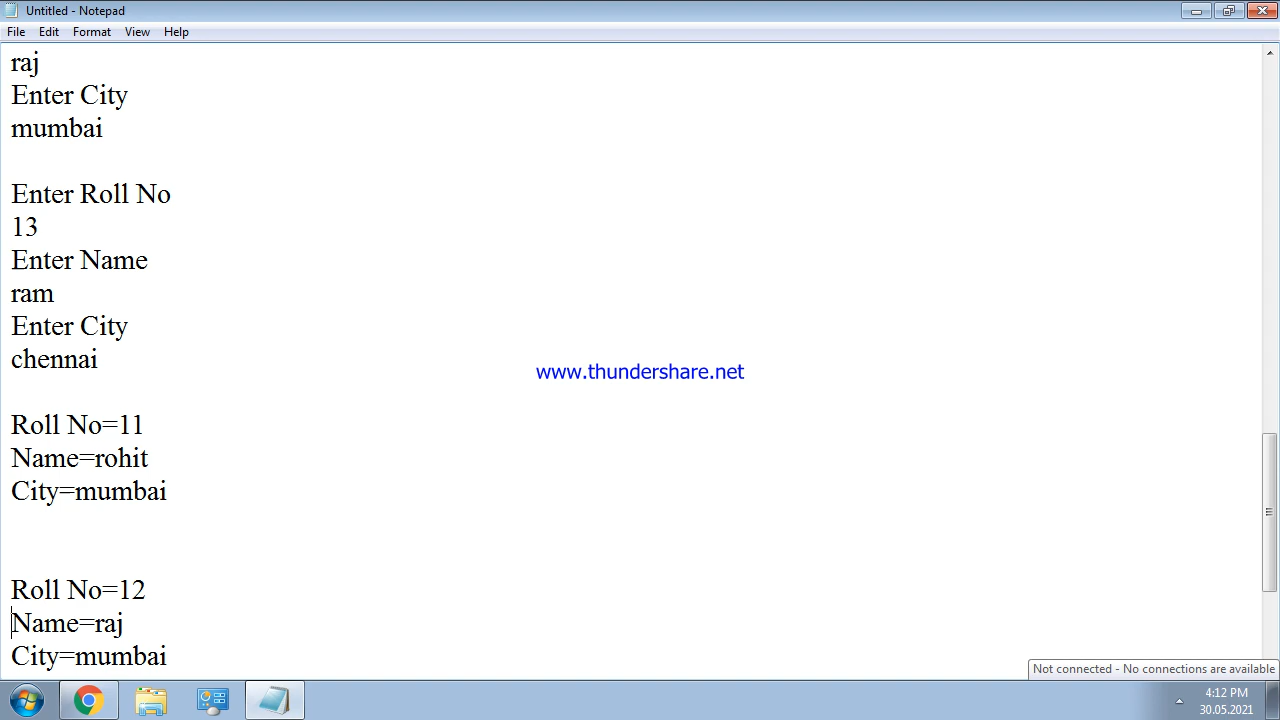 Untitled - Notepad
File Edit Format View Help
raj
Enter City
mumbai
Enter Roll No
13
Enter Name
ram
Enter City
chennai
www.thundershare.net
Roll No=11
Name=rohit
City=mumbai
Roll No=12
Name=raj
City=mumbai
Not connected - No connections are available
4:12 PM
30.05.2021